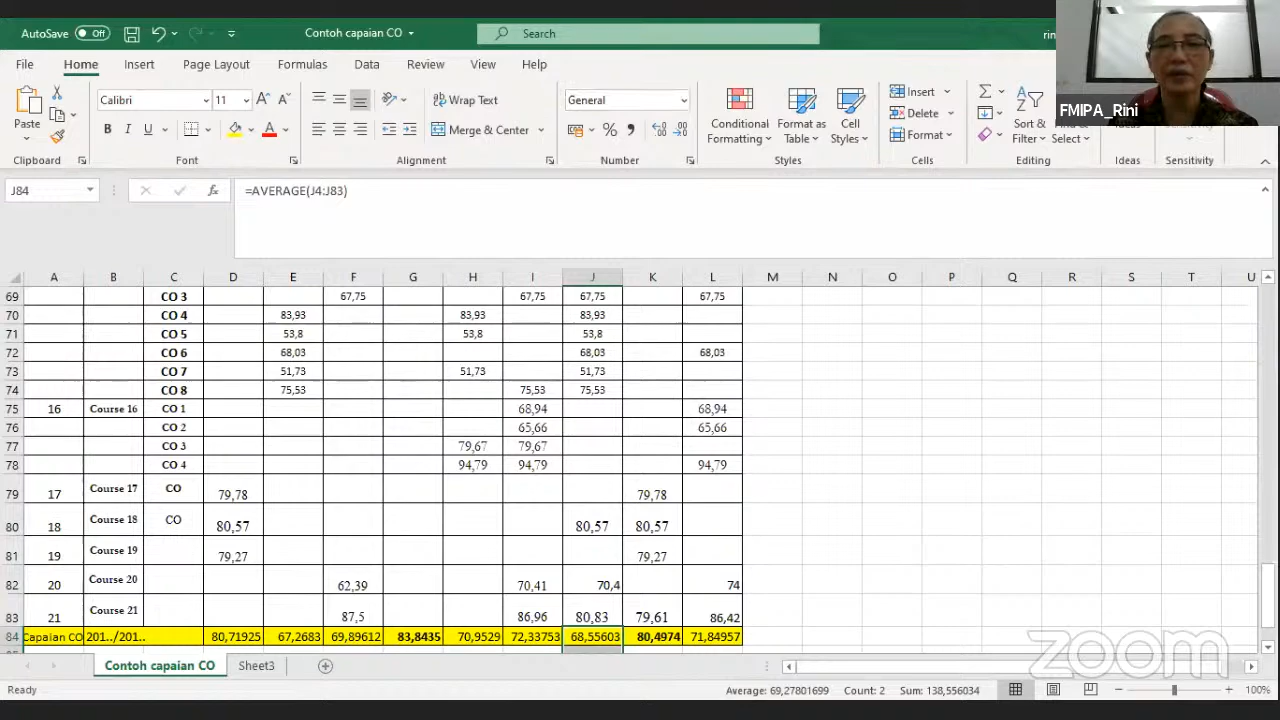 AutoSave Off Contoh capaian CO Search rin
File Home Insert Page Layout Formulas Data Review View Help
FMIPA_Rini
Paste Calibri 11 Wrap Text General Conditional Format as Cell Insert Sort &
B I U A Merge & Center % Formatting Table Styles Delete Filter Select
Format
Clipboard Font Alignment Number Styles Cells Editing Ideas Sensitivity
J84 fx =AVERAGE(J4:J83)
A B C D E F G H I J K L M N O P Q R S T U
69 CO 3 67,75 67,75 67,75 67,75
70 CO 4 83,93 83,93 83,93
71 CO 5 53,8 53,8 53,8
72 CO 6 68,03 68,03 68,03
73 CO 7 51,73 51,73 51,73
74 CO 8 75,53 75,53 75,53
75 16 Course 16 CO 1 68,94 68,94
76 CO 2 65,66 65,66
77 CO 3 79,67 79,67
78 CO 4 94,79 94,79 94,79
79 17 Course 17 CO 79,78 79,78
80 18 Course 18 CO 80,57 80,57 80,57
81 19 Course 19 79,27 79,27
82 20 Course 20 62,39 70,41 70,4 74
83 21 Course 21 87,5 86,96 80,83 79,61 86,42
84 Capaian CO 201../201.. 80,71925 67,2683 69,89612 83,8435 70,9529 72,33753 68,55603 80,4974 71,84957
Contoh capaian CO Sheet3
zoom
Ready Average: 69,27801699 Count: 2 Sum: 138,556034 100%